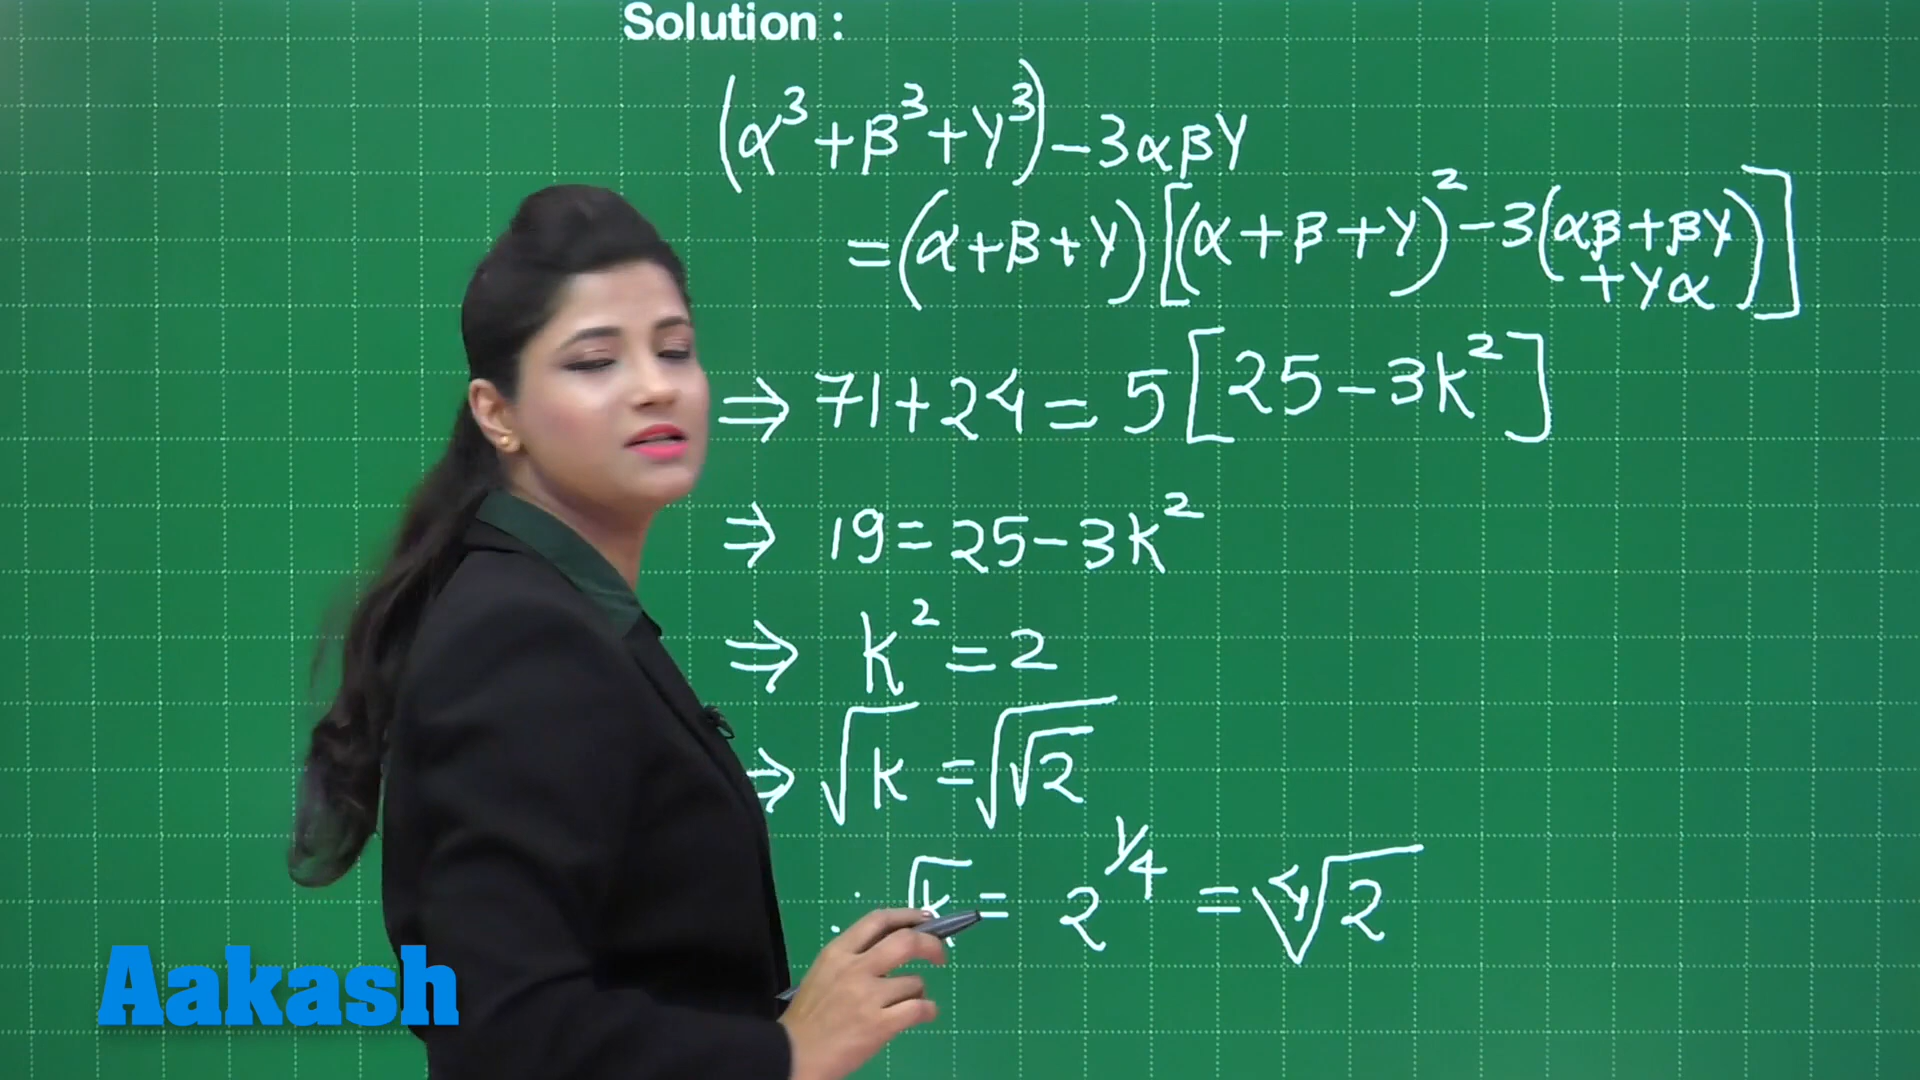 Solution :
(α³ + β³ + γ³) - 3αβγ
= (α + β + γ) [(α + β + γ)² - 3(αβ + βγ
+ γα)]
⇒ 71 + 24 = 5 [25 - 3k²]
⇒ 19 = 25 - 3k²
⇒ k² = 2
⇒ √k = √√2
∴ √k = 2^1/4 = ⁴√2
Aakash